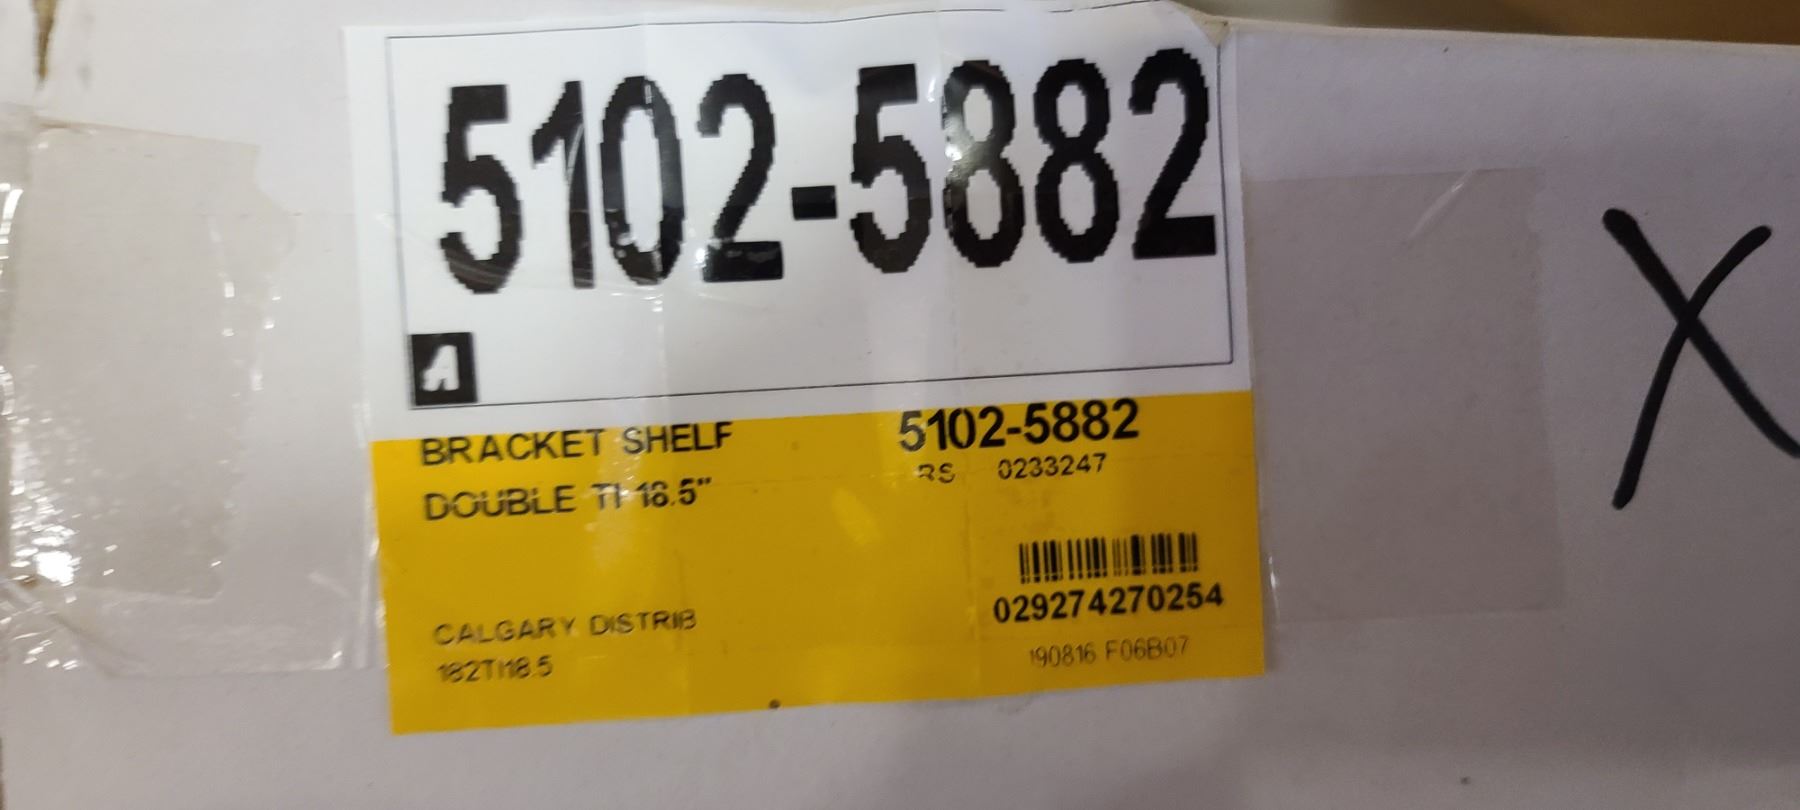 5102-5882
A
BRACKET SHELF
DOUBLE TI 18.5"
5102-5882
RS 0233247
029274270254
CALGARY DISTRIB
182TI18.5
190816 F06B07
X